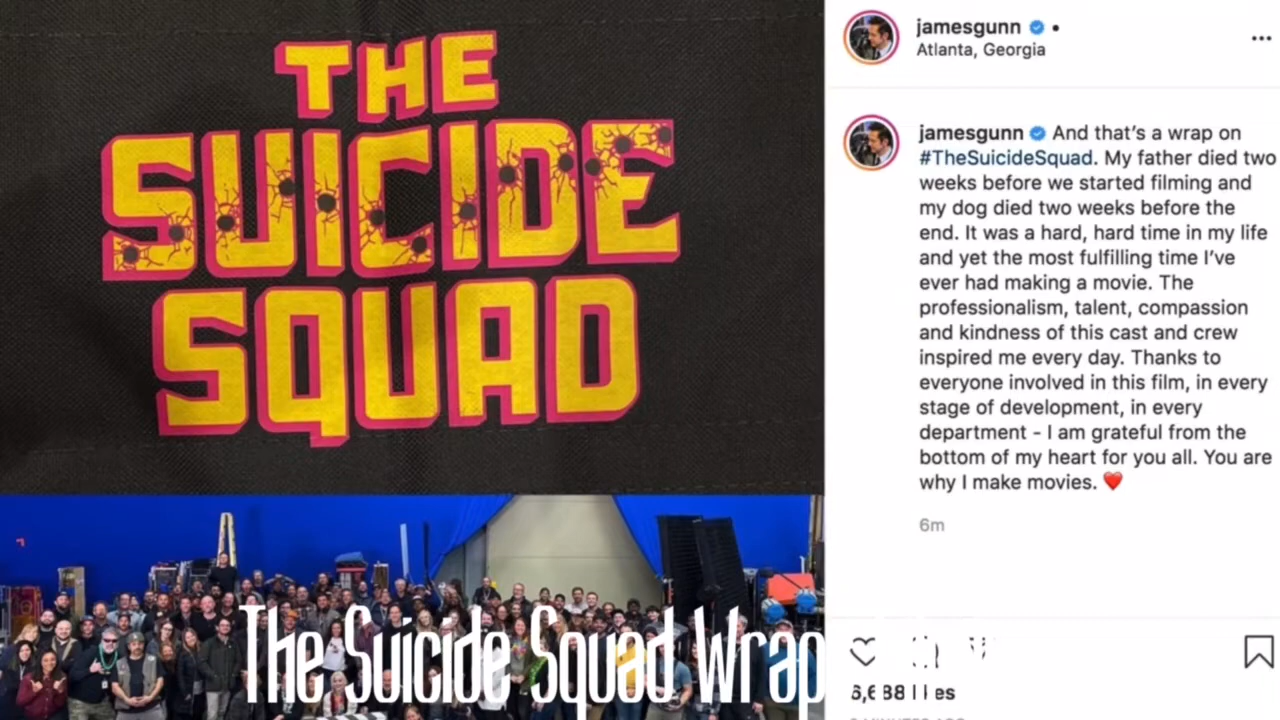 THE
SUICIDE
SQUAD
The Suicide Squad Wrap
jamesgunn
Atlanta, Georgia
jamesgunn And that’s a wrap on
#TheSuicideSquad. My father died two
weeks before we started filming and
my dog died two weeks before the
end. It was a hard, hard time in my life
and yet the most fulfilling time I’ve
ever had making a movie. The
professionalism, talent, compassion
and kindness of this cast and crew
inspired me every day. Thanks to
everyone involved in this film, in every
stage of development, in every
department - I am grateful from the
bottom of my heart for you all. You are
why I make movies. ❤️
6m